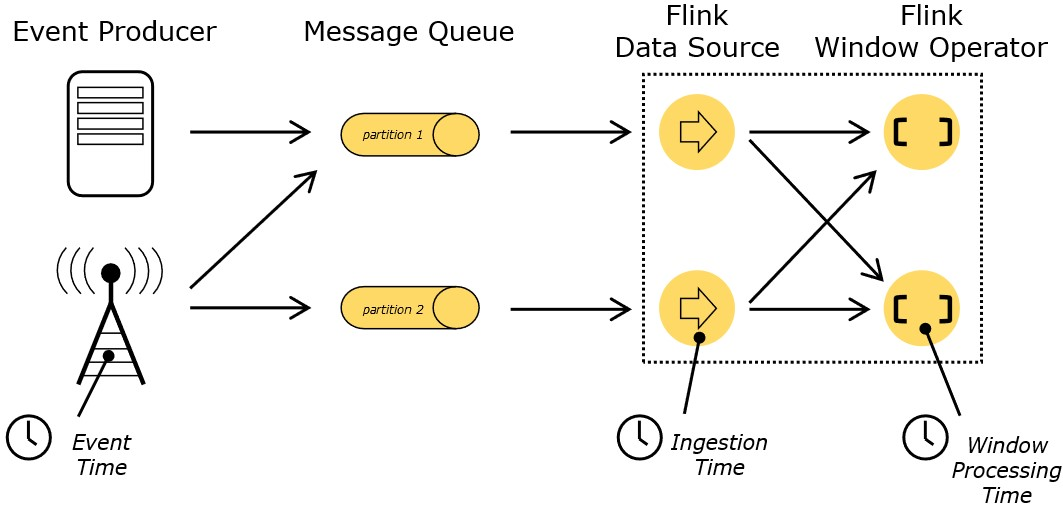 Event Producer
Message Queue
Flink
Data Source
Flink
Window Operator
partition 1
partition 2
Event
Time
Ingestion
Time
Window
Processing
Time